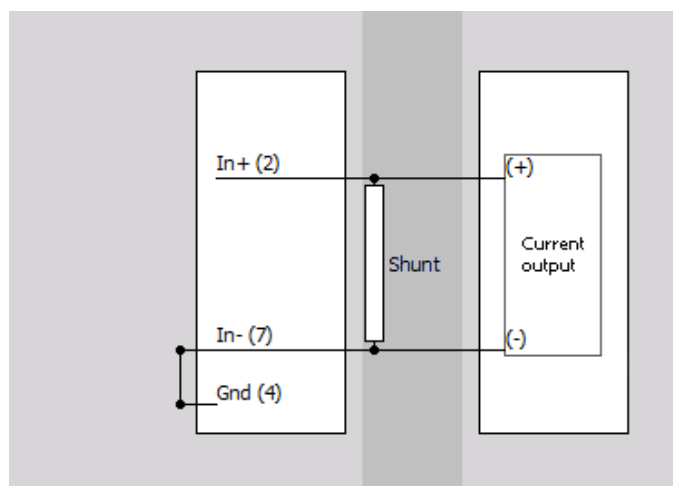 In+ (2)
(+)
Current
output
Shunt
In- (7)
(-)
Gnd (4)